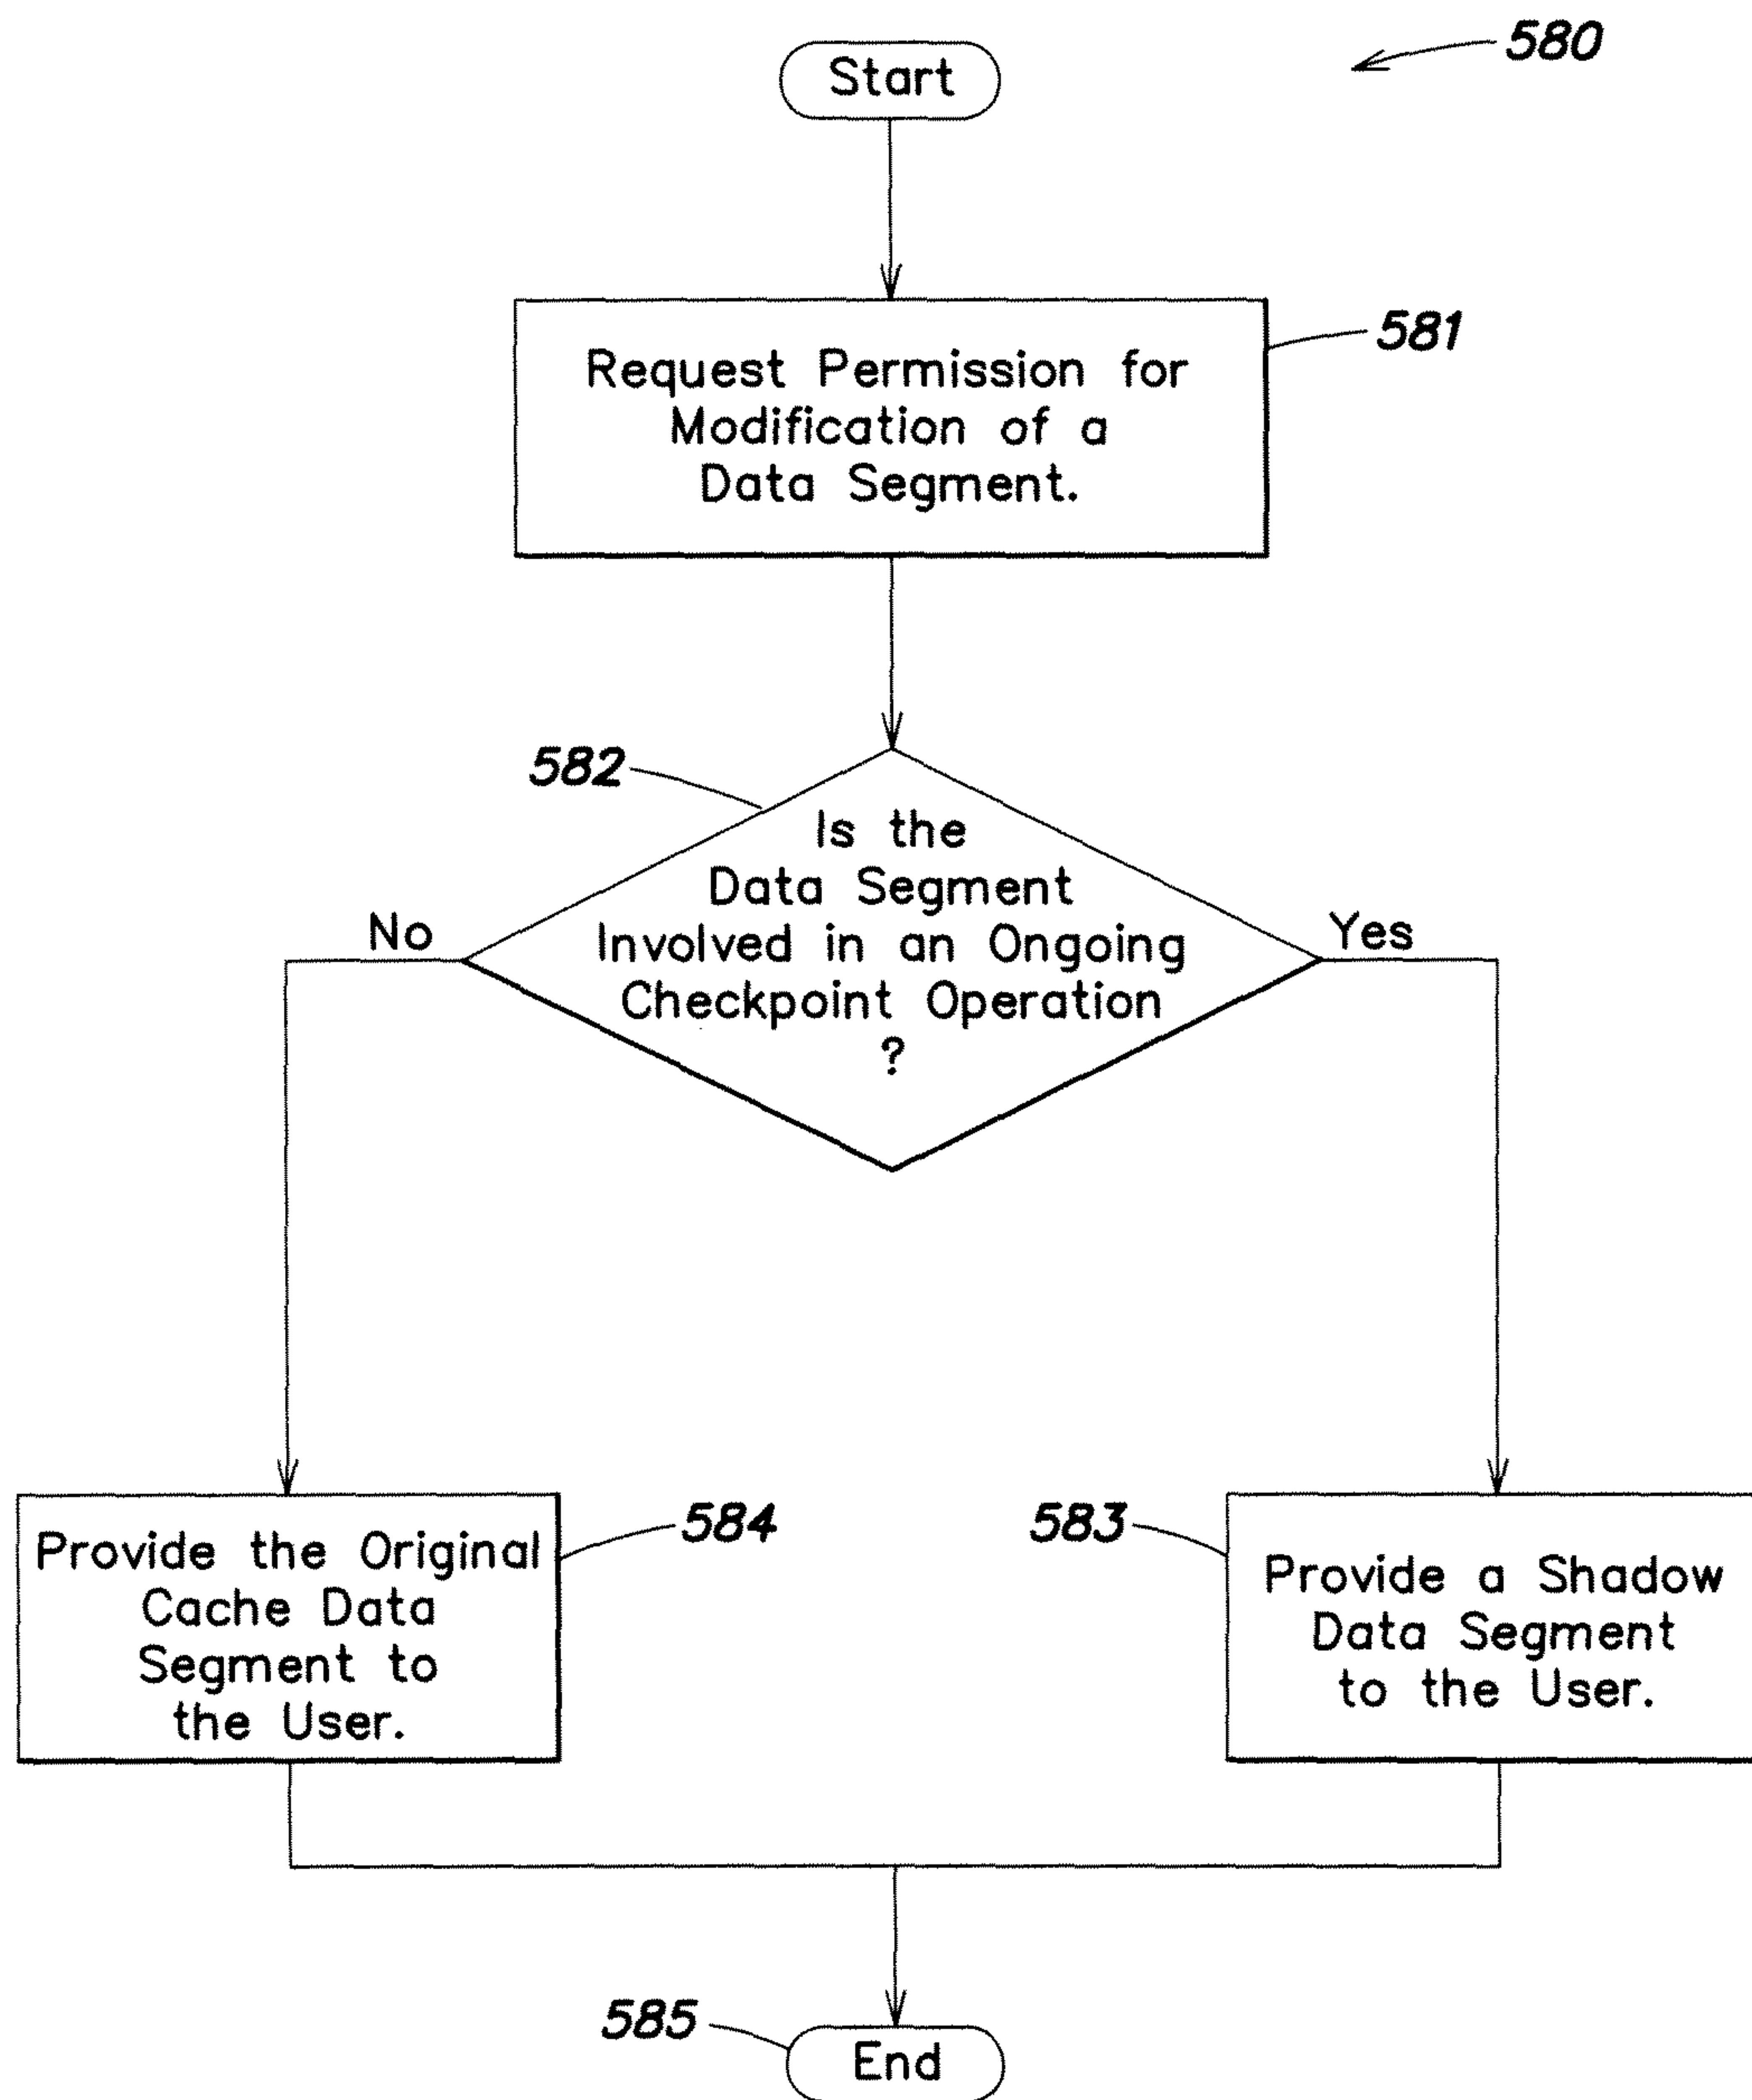 580
Start
581
Request Permission for
Modification of a
Data Segment.
582
Is the
Data Segment
Involved in an Ongoing
Checkpoint Operation
?
No
Yes
584
Provide the Original
Cache Data
Segment to
the User.
583
Provide a Shadow
Data Segment
to the User.
585
End